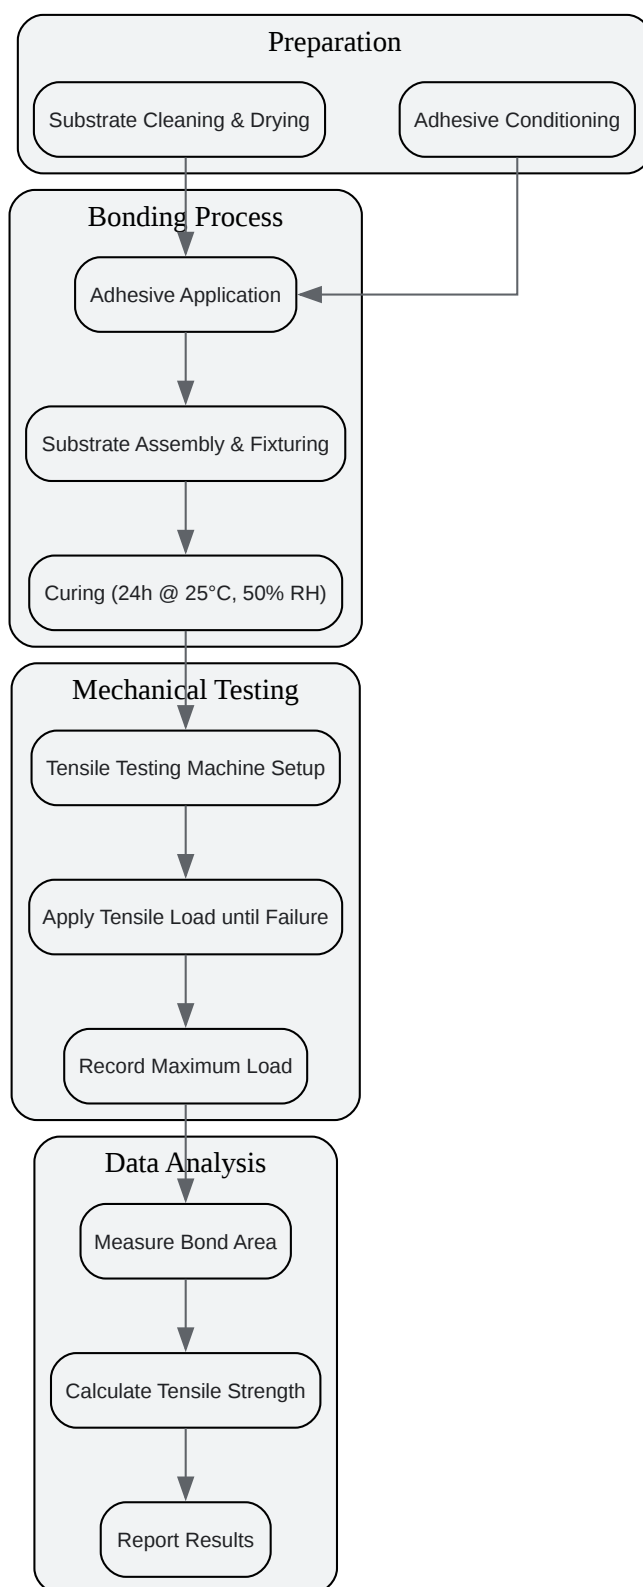 Preparation
Substrate Cleaning & Drying
Adhesive Conditioning
Bonding Process
Adhesive Application
Substrate Assembly & Fixturing
Curing (24h @ 25°C, 50% RH)
Mechanical Testing
Tensile Testing Machine Setup
Apply Tensile Load until Failure
Record Maximum Load
Data Analysis
Measure Bond Area
Calculate Tensile Strength
Report Results